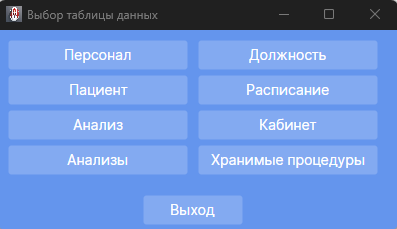 Выбор таблицы данных
Персонал
Должность
Пациент
Расписание
Анализ
Кабинет
Анализы
Хранимые процедуры
Выход